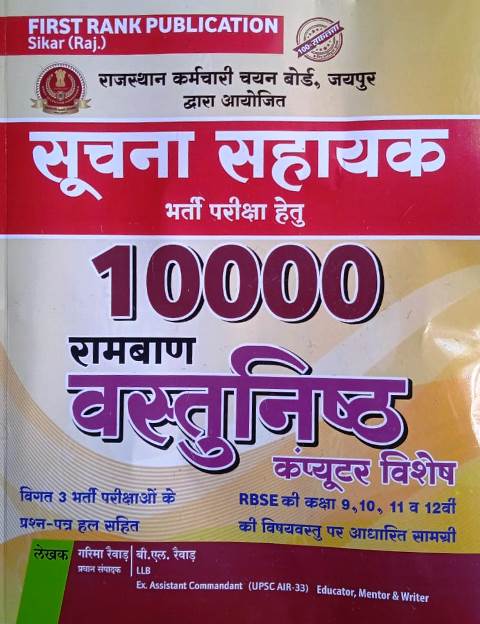 FIRST RANK PUBLICATION
Sikar (Raj.)
राजस्थान कर्मचारी चयन बोर्ड, जयपुर
द्वारा आयोजित
सूचना सहायक
भर्ती परीक्षा हेतु
10000
रामबाण
वस्तुनिष्ठ
कंप्यूटर विशेष
विगत 3 भर्ती परीक्षाओं के
प्रश्न-पत्र हल सहित
RBSE की कक्षा 9,10, 11 व 12वीं
की विषयवस्तु पर आधारित सामग्री
लेखक
गरिमा रैवाड़
प्रधान संपादक
बी.एल. रैवाड़
LLB
Ex. Assistant Commandant (UPSC AIR-33) Educator, Mentor & Writer